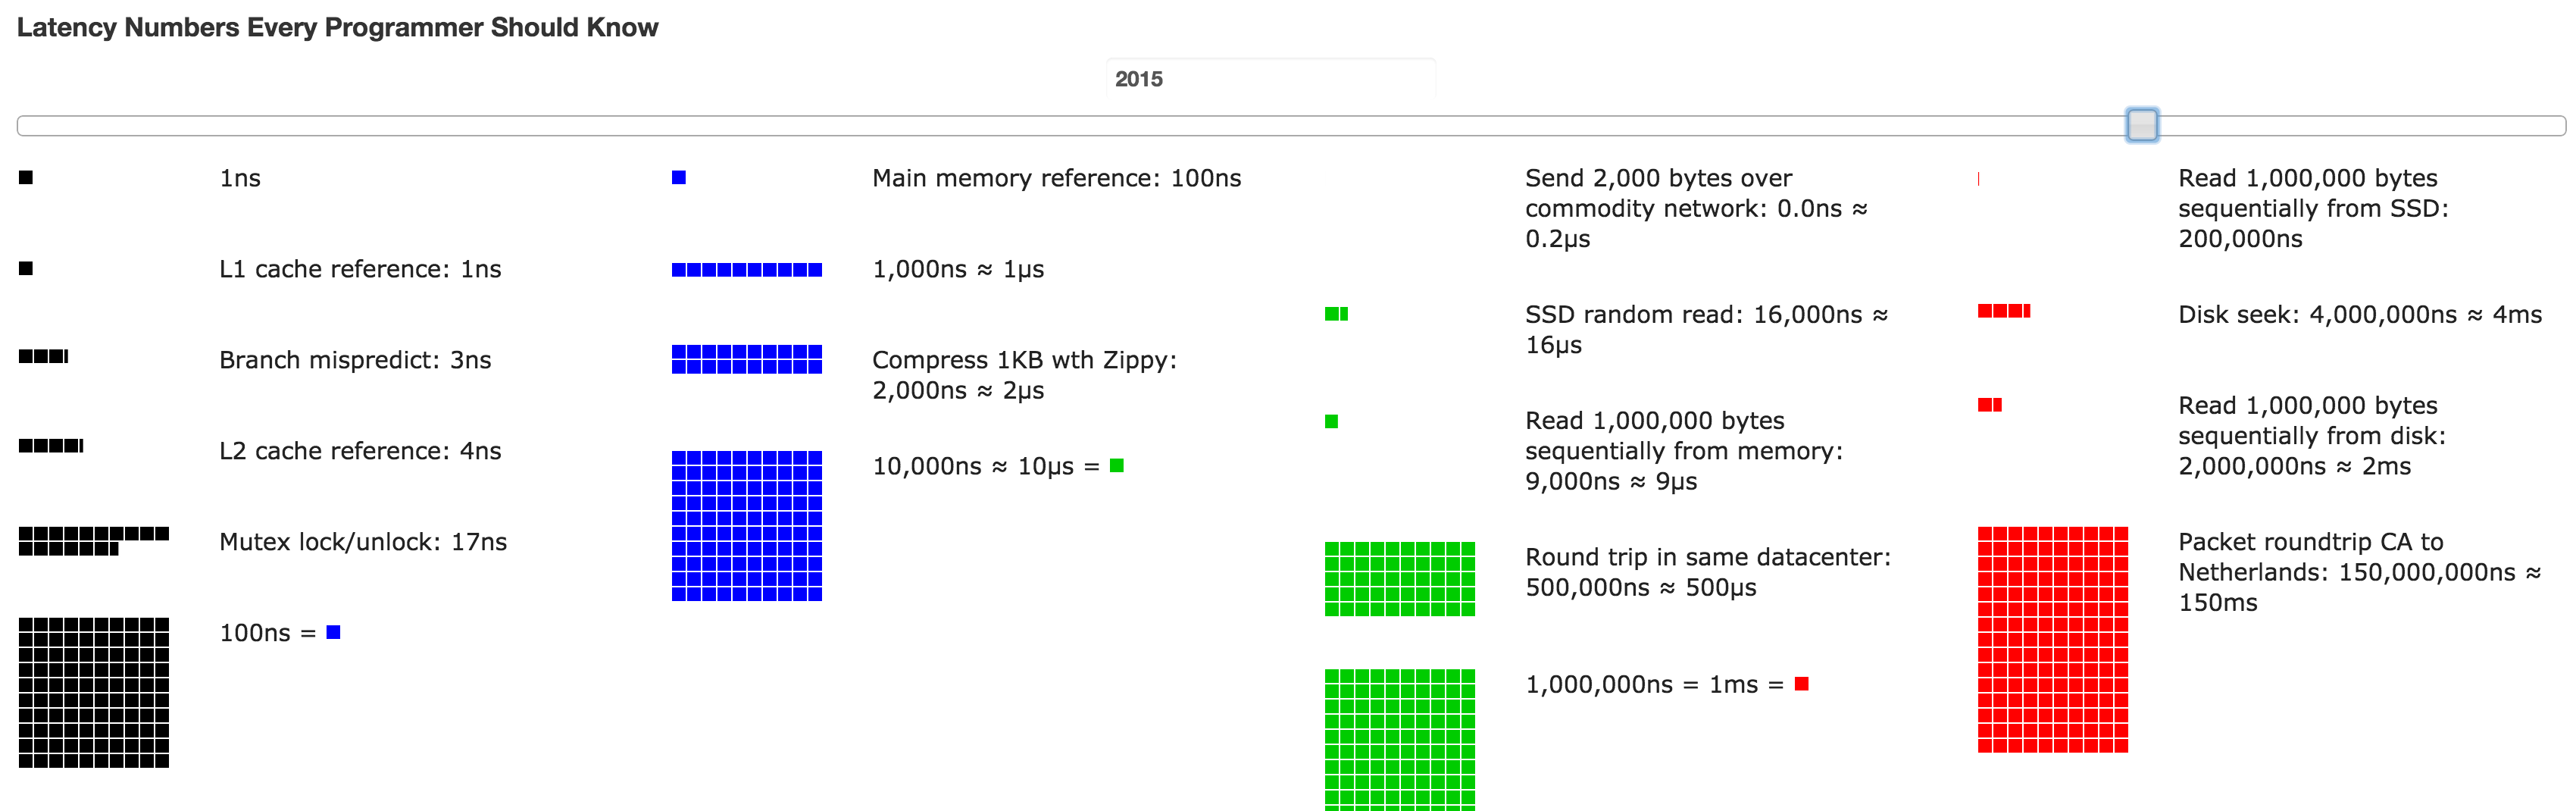 Latency Numbers Every Programmer Should Know
2015
1ns
L1 cache reference: 1ns
Branch mispredict: 3ns
L2 cache reference: 4ns
Mutex lock/unlock: 17ns
100ns =
Main memory reference: 100ns
1,000ns ≈ 1μs
Compress 1KB wth Zippy:
2,000ns ≈ 2μs
10,000ns ≈ 10μs =
Send 2,000 bytes over
commodity network: 0.0ns ≈
0.2μs
SSD random read: 16,000ns ≈
16μs
Read 1,000,000 bytes
sequentially from memory:
9,000ns ≈ 9μs
Round trip in same datacenter:
500,000ns ≈ 500μs
1,000,000ns = 1ms =
Read 1,000,000 bytes
sequentially from SSD:
200,000ns
Disk seek: 4,000,000ns ≈ 4ms
Read 1,000,000 bytes
sequentially from disk:
2,000,000ns ≈ 2ms
Packet roundtrip CA to
Netherlands: 150,000,000ns ≈
150ms